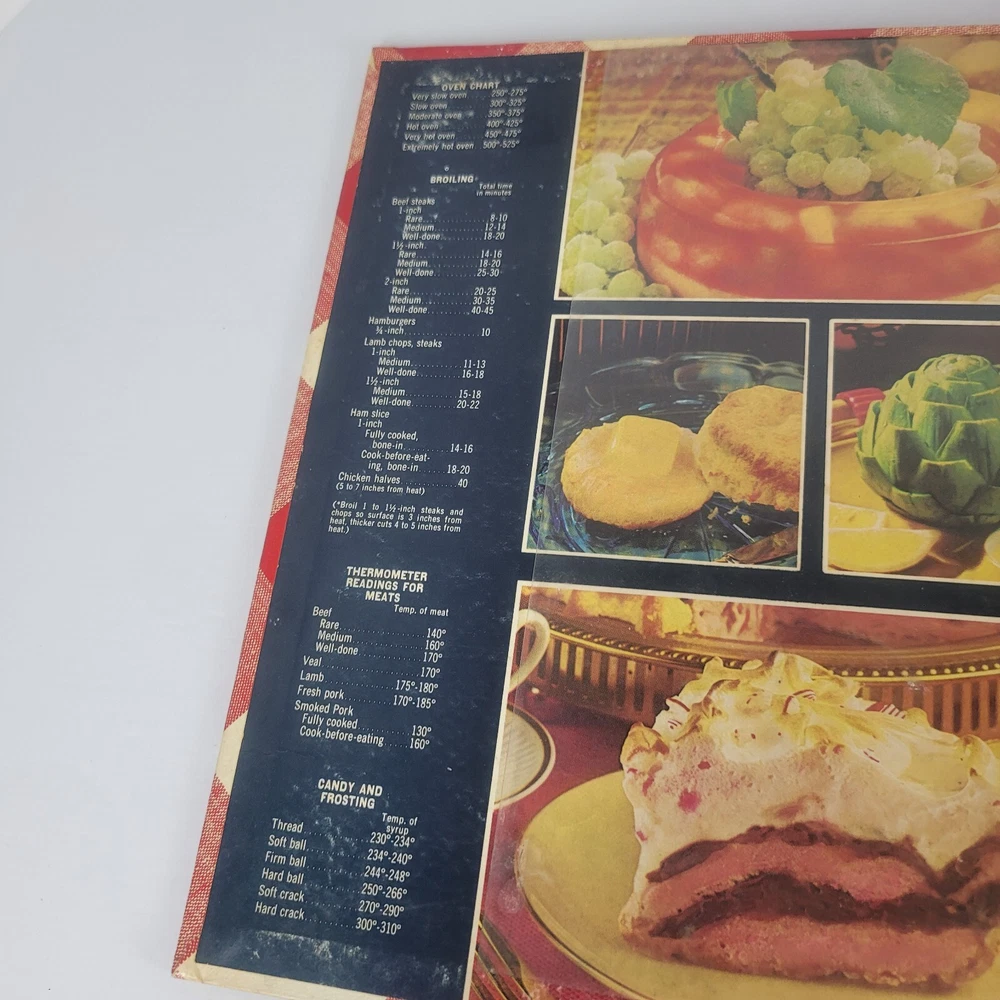 OVEN CHART
Very slow oven 250°-275°
Slow oven 300°-325°
Moderate oven 350°-375°
Hot oven 400°-425°
Very hot oven 450°-475°
Extremely hot oven 500°-525°
BROILING*
Total time
in minutes
Beef steaks
1-inch
Rare 8-10
Medium 12-14
Well-done 18-20
1½-inch
Rare 14-16
Medium 18-20
Well-done 25-30
2-inch
Rare 20-25
Medium 30-35
Well-done 40-45
Hamburgers
¾-inch 10
Lamb chops, steaks
1-inch
Medium 11-13
Well-done 16-18
1½-inch
Medium 15-18
Well-done 20-22
Ham slice
1-inch
Fully cooked,
bone-in 14-16
Cook-before-eat-
ing, bone-in 18-20
Chicken halves 40
(5 to 7 inches from heat)
(*Broil 1 to 1½-inch steaks and
chops so surface is 3 inches from
heat, thicker cuts 4 to 5 inches from
heat.)
THERMOMETER
READINGS FOR
MEATS
Temp. of meat
Beef
Rare 140°
Medium 160°
Well-done 170°
Veal 170°
Lamb 175°-180°
Fresh pork 170°-185°
Smoked Pork
Fully cooked 130°
Cook-before-eating 160°
CANDY AND
FROSTING
Temp. of
syrup
Thread 230°-234°
Soft ball 234°-240°
Firm ball 244°-248°
Hard ball 250°-266°
Soft crack 270°-290°
Hard crack 300°-310°